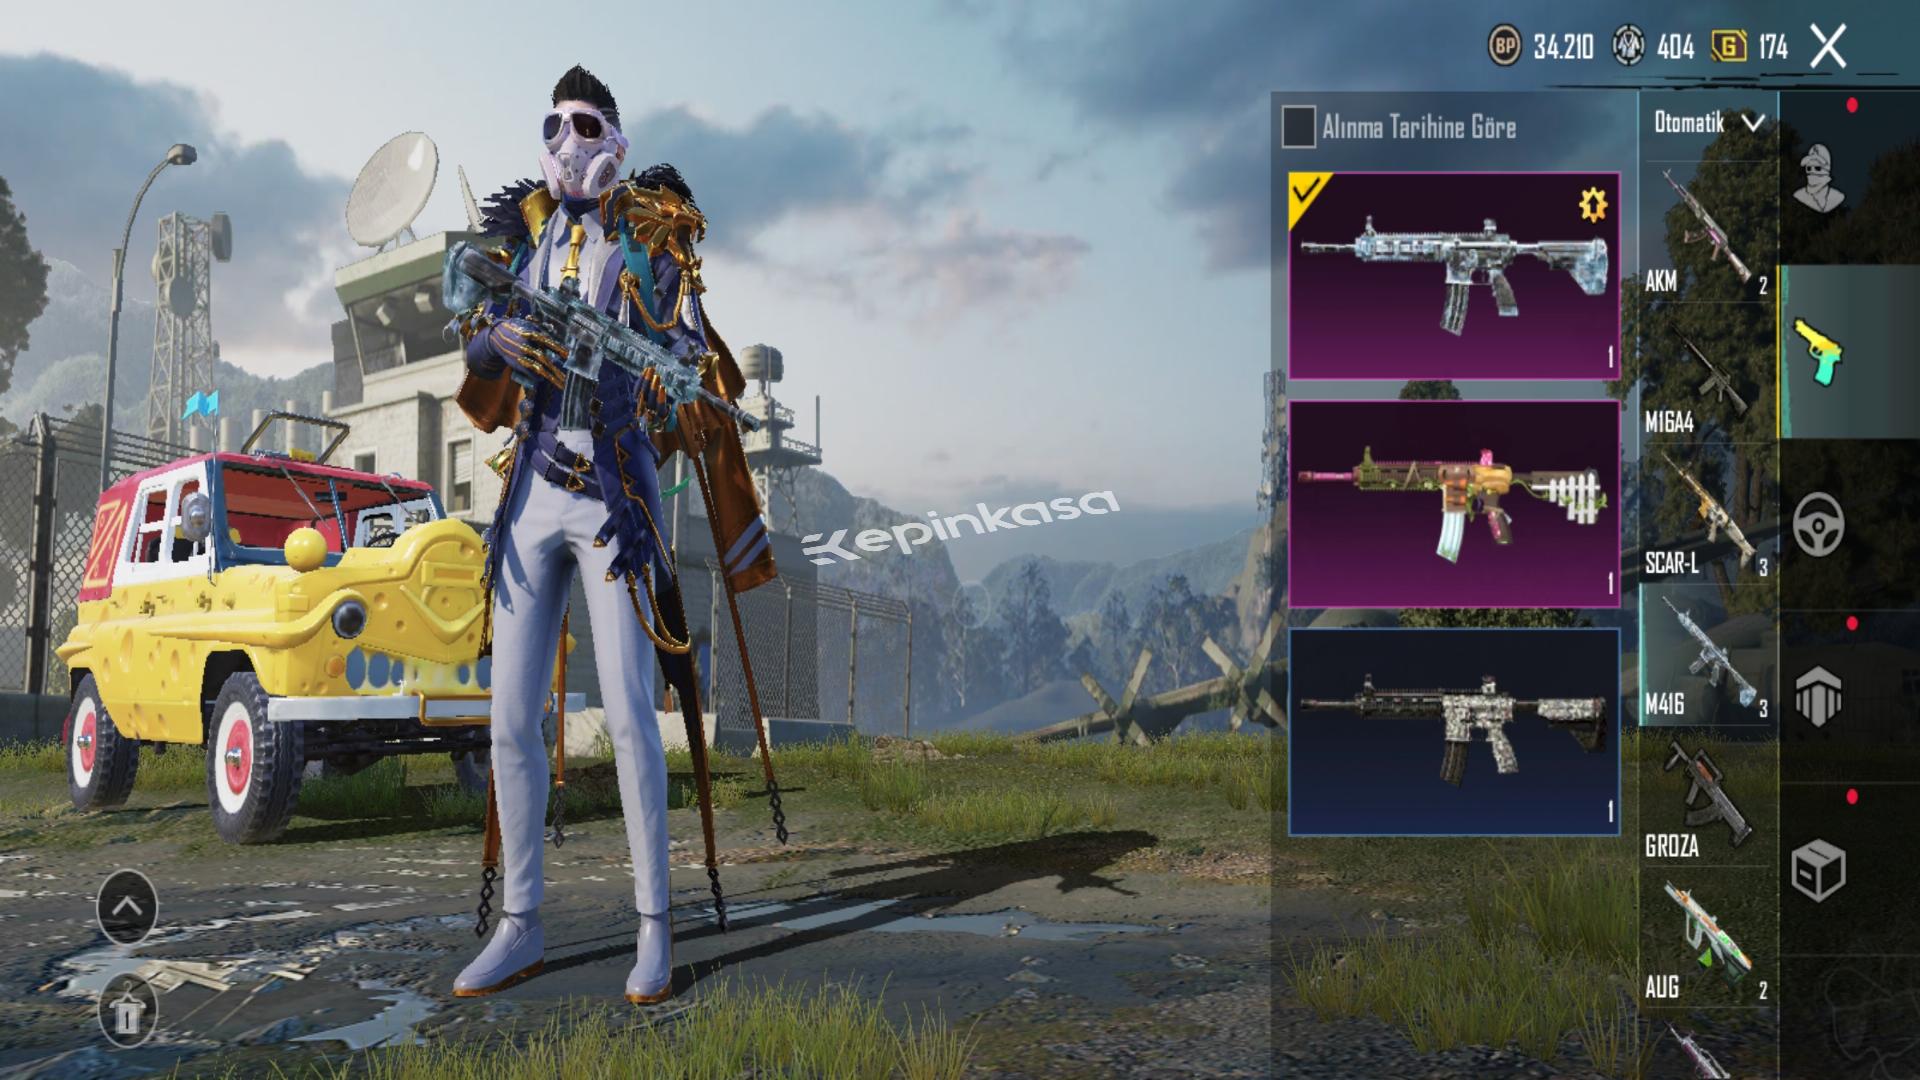 BP 34.210 404 G 174
Alınma Tarihine Göre
Otomatik
1
1
1
AKM 2
M16A4
SCAR-L 3
M416 3
GROZA
AUG 2
epinkasa